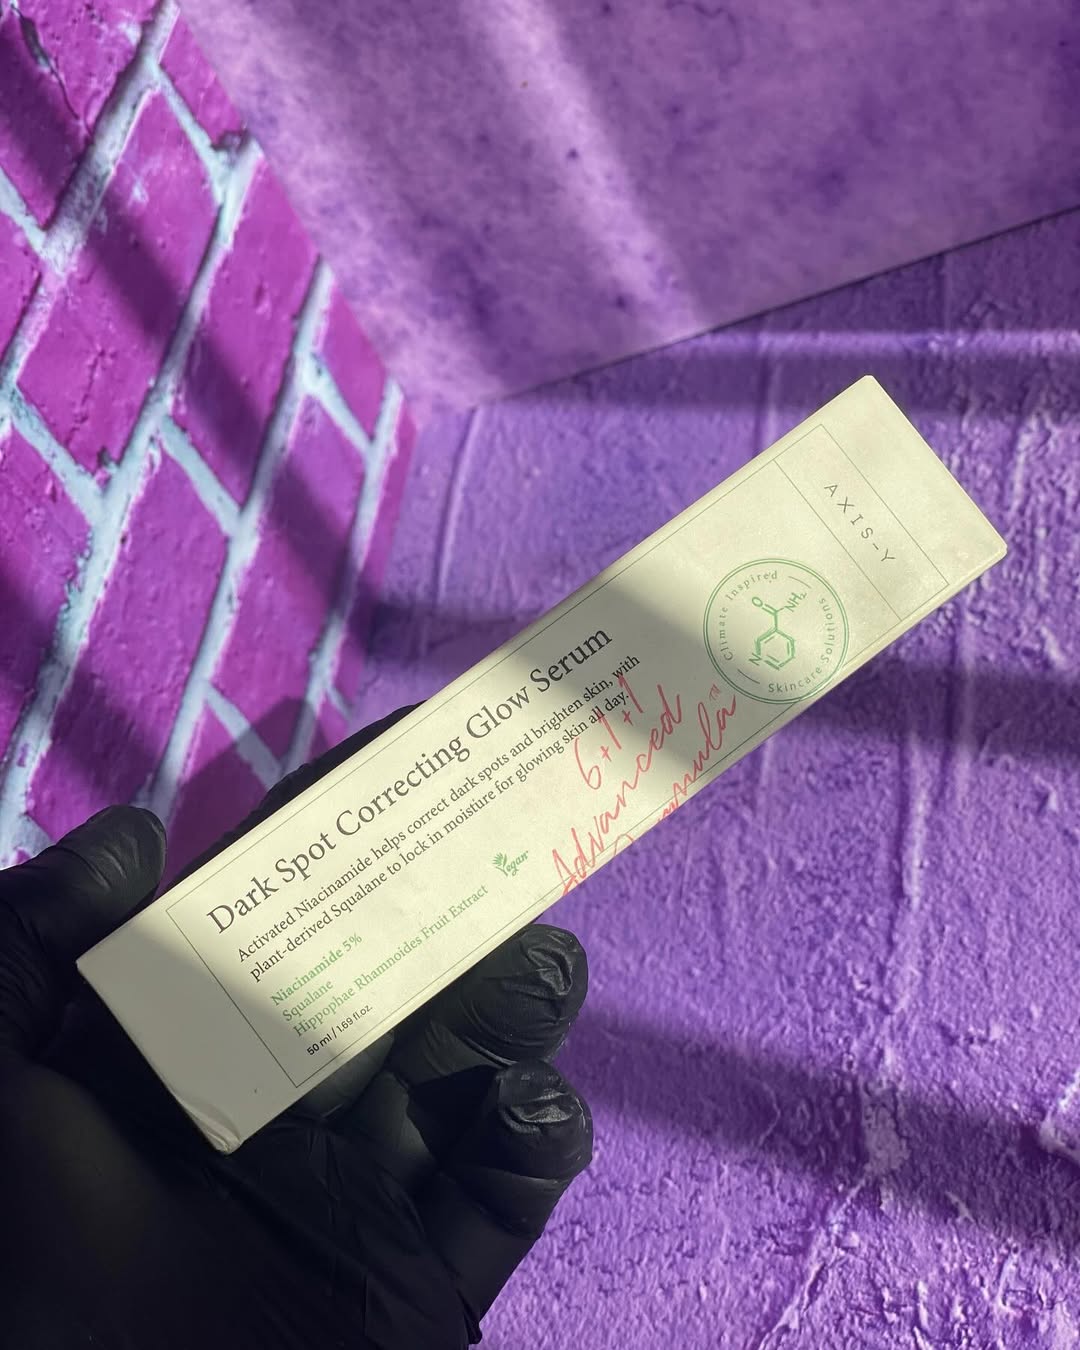 AXIS-Y
Climate Inspired
Skincare Solutions
O
NH₂
N
Dark Spot Correcting Glow Serum
Activated Niacinamide helps correct dark spots and brighten skin, with
plant-derived Squalane to lock in moisture for glowing skin all day.
6+1+1
Advanced
Formula™
Niacinamide 5%
Squalane
Hippophae Rhamnoides Fruit Extract
Vegan
50 ml / 1.69 fl.oz.